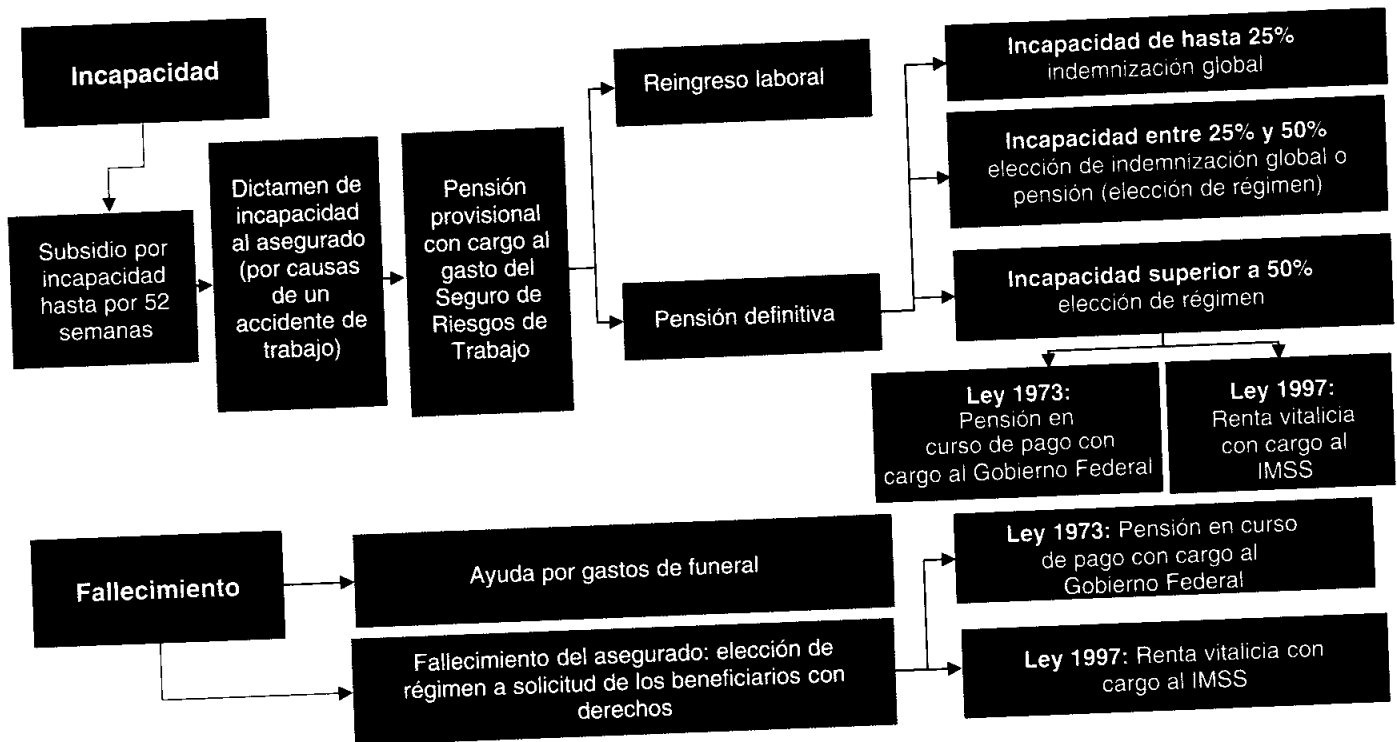 Incapacidad
Subsidio por
incapacidad
hasta por 52
semanas
Dictamen de
incapacidad
al asegurado
(por causas
de un
accidente de
trabajo)
Pensión
provisional
con cargo al
gasto del
Seguro de
Riesgos de
Trabajo
Reingreso laboral
Pensión definitiva
Incapacidad de hasta 25%
indemnización global
Incapacidad entre 25% y 50%
elección de indemnización global o
pensión (elección de régimen)
Incapacidad superior a 50%
elección de régimen
Ley 1973:
Pensión en
curso de pago con
cargo al Gobierno Federal
Ley 1997:
Renta vitalicia
con cargo al
IMSS
Fallecimiento
Ayuda por gastos de funeral
Fallecimiento del asegurado: elección de
régimen a solicitud de los beneficiarios con
derechos
Ley 1973: Pensión en curso
de pago con cargo al
Gobierno Federal
Ley 1997: Renta vitalicia con
cargo al IMSS